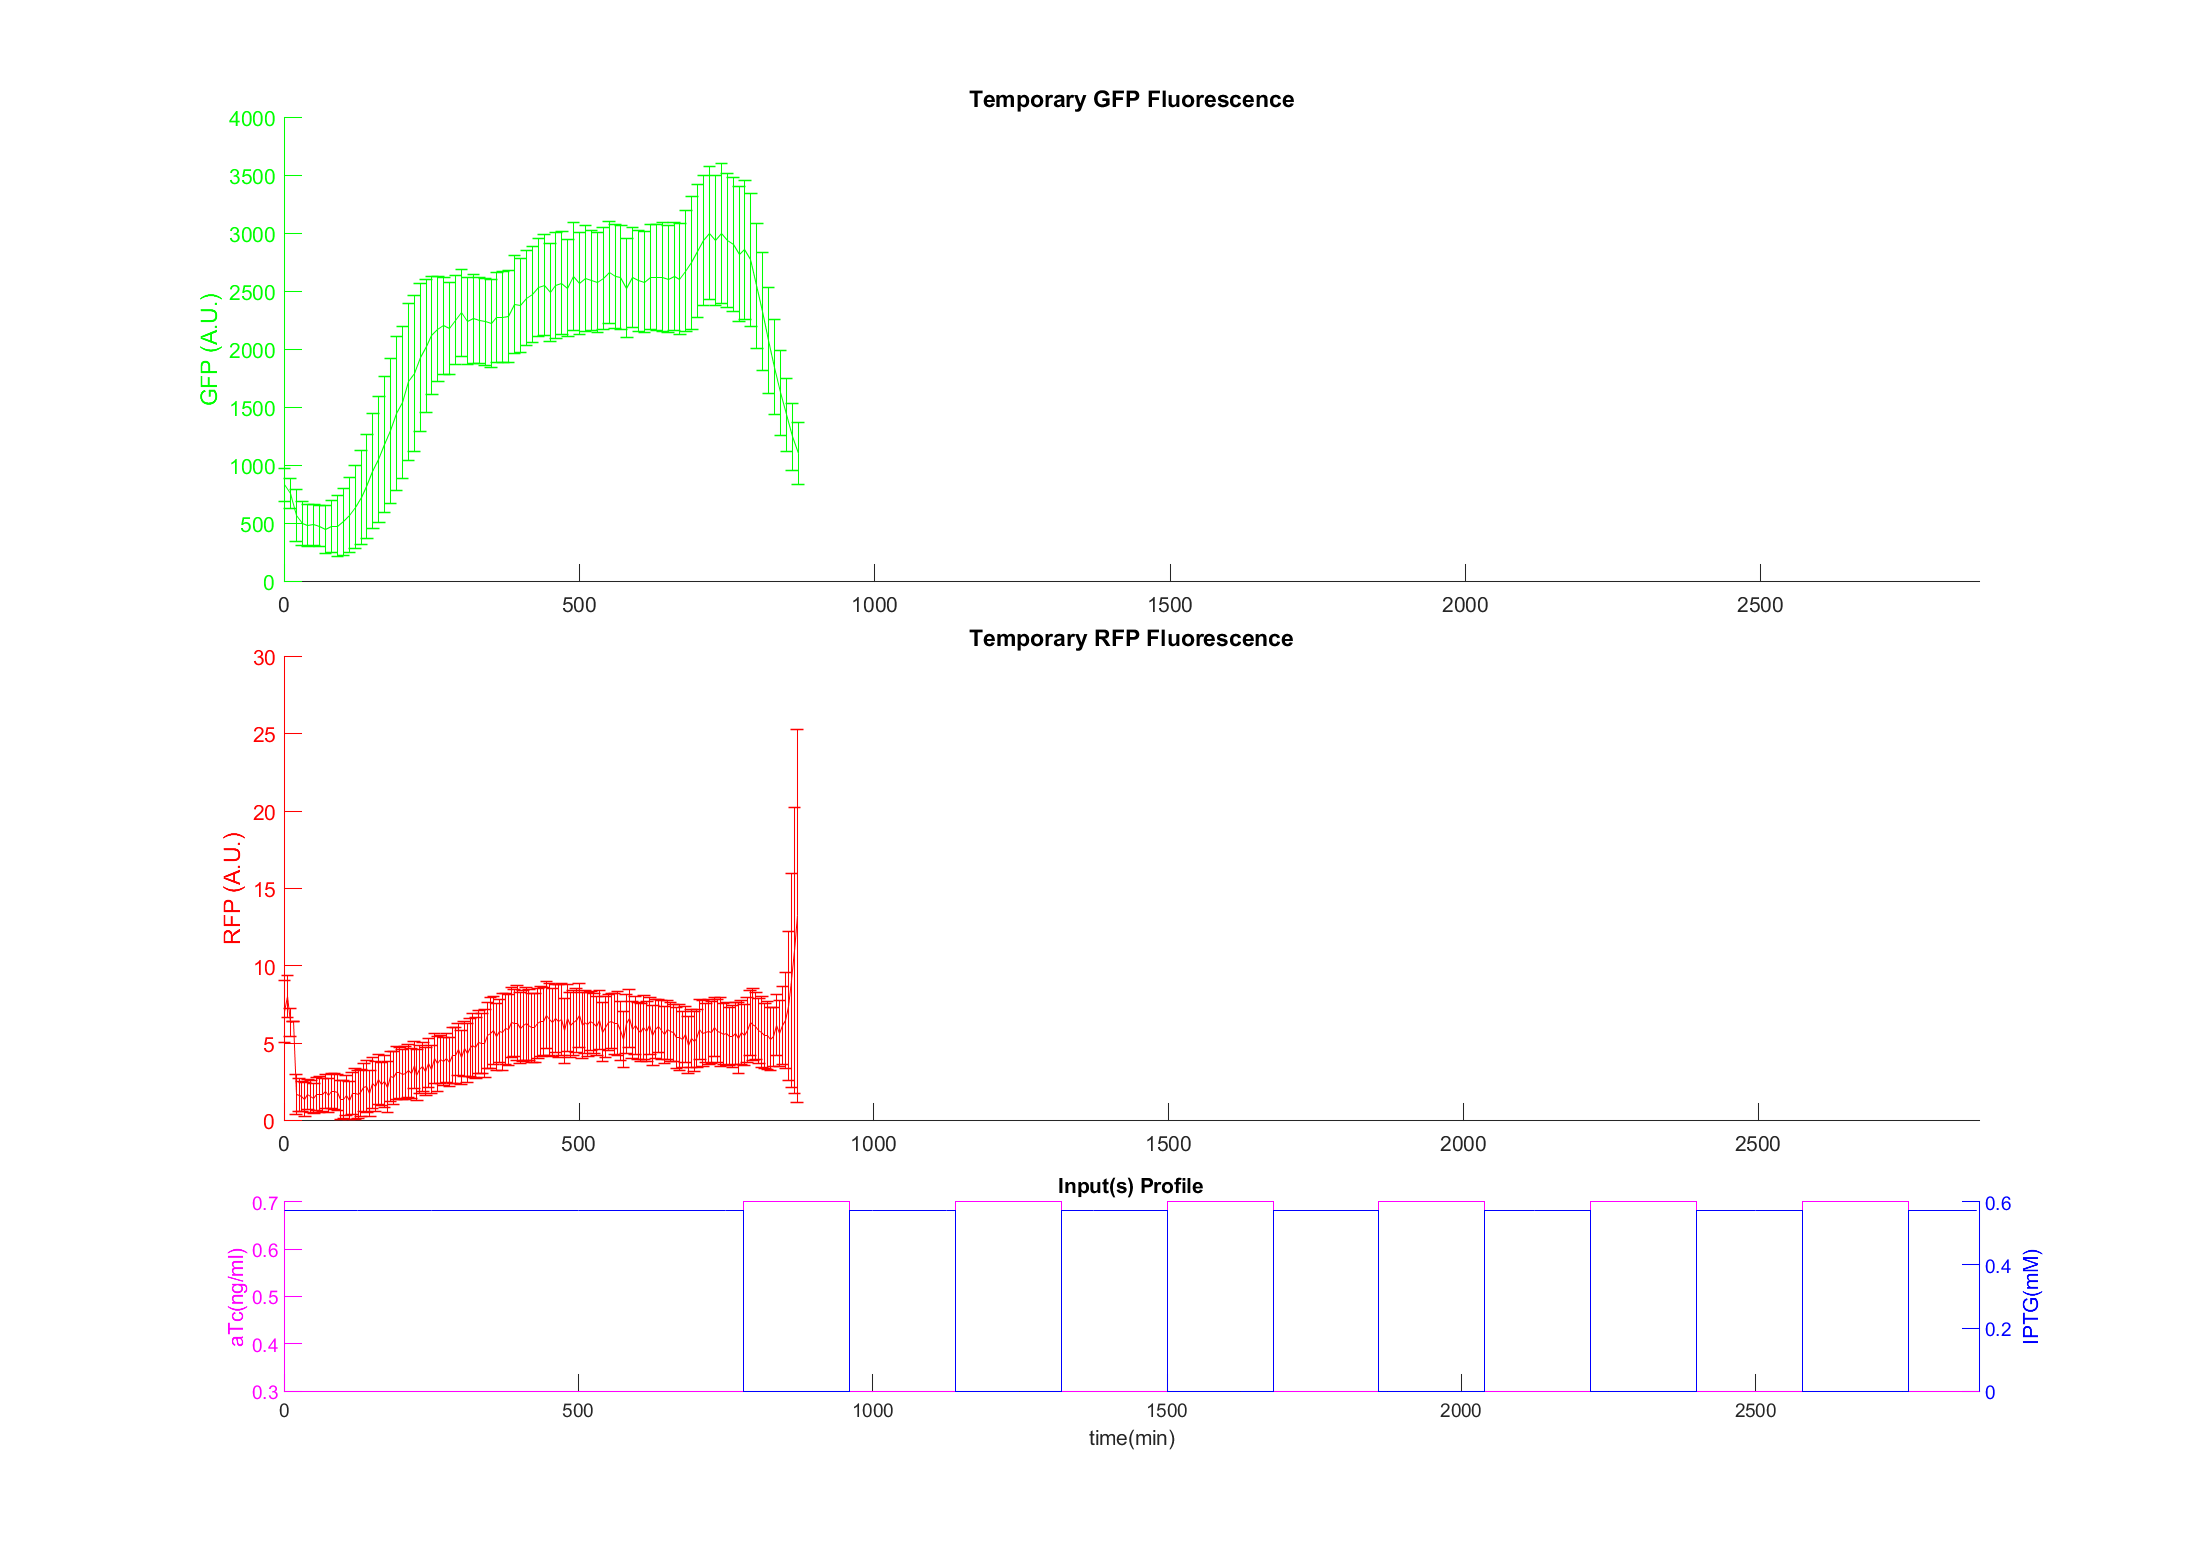 Temporary GFP Fluorescence
4000
3500
3000
2500
2000
1500
1000
500
0
GFP (A.U.)
0 500 1000 1500 2000 2500
Temporary RFP Fluorescence
30
25
20
15
10
5
0
RFP (A.U.)
0 500 1000 1500 2000 2500
Input(s) Profile
0.7
0.6
0.5
0.4
0.3
aTc(ng/ml)
0.6
0.4
0.2
0
IPTG(mM)
0 500 1000 1500 2000 2500
time(min)